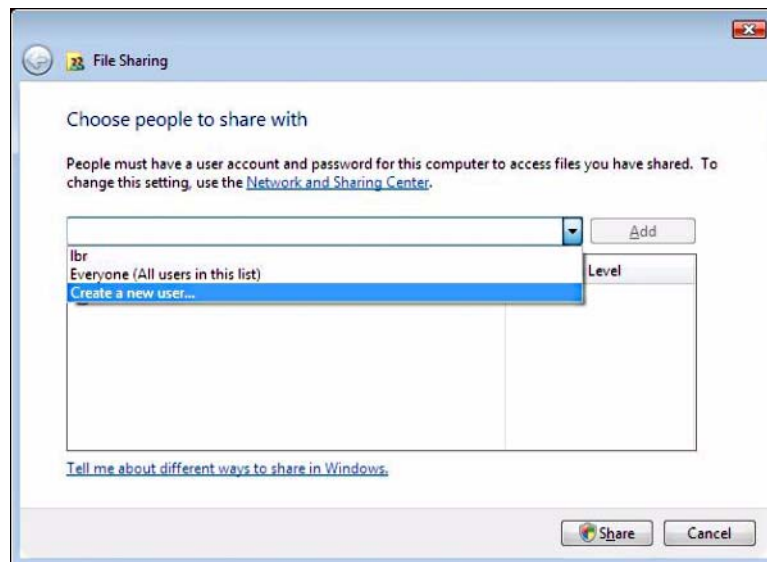 File Sharing
Choose people to share with
People must have a user account and password for this computer to access files you have shared. To
change this setting, use the Network and Sharing Center.
Add
lbr
Everyone (All users in this list)
Create a new user...
Level
Tell me about different ways to share in Windows.
Share
Cancel